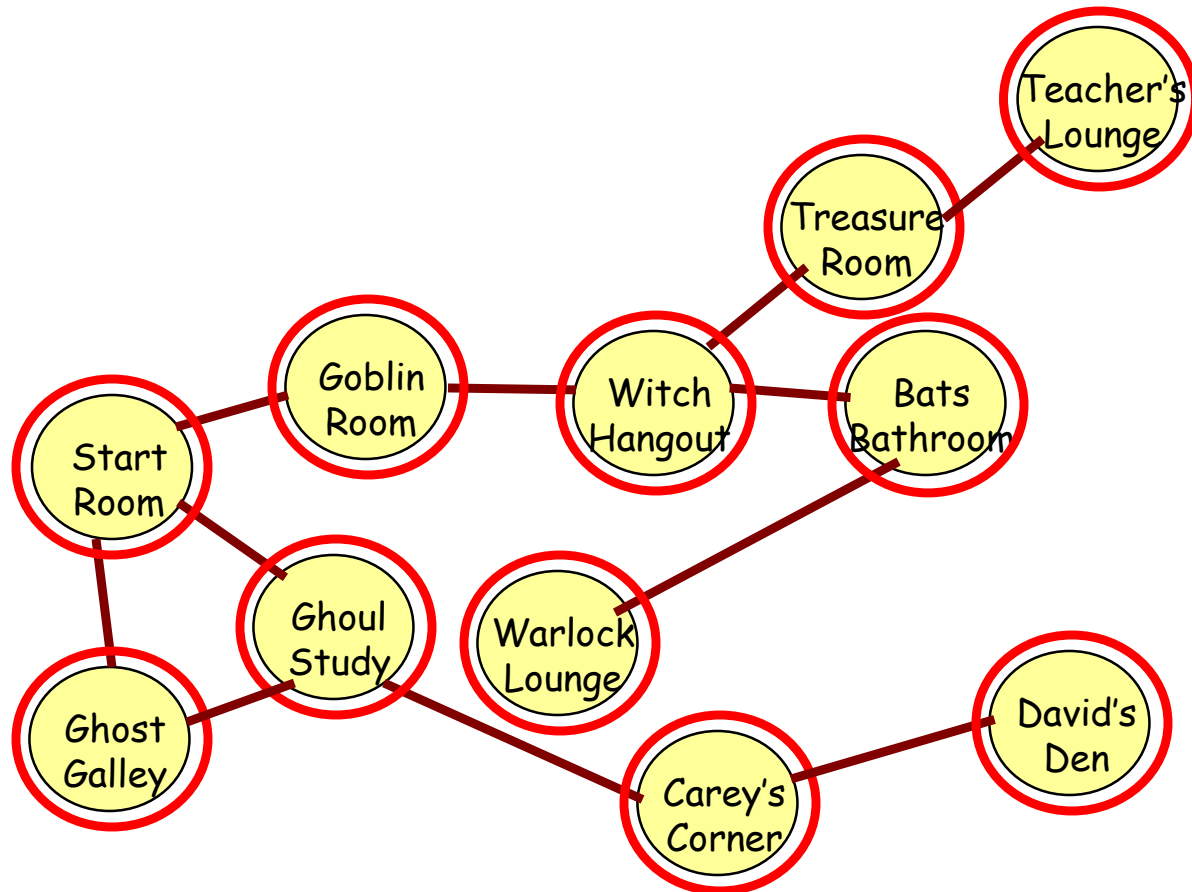 Teacher's
Lounge
Treasure
Room
Goblin
Room
Witch
Hangout
Bats
Bathroom
Start
Room
Ghoul
Study
Warlock
Lounge
Ghost
Galley
David's
Den
Carey's
Corner